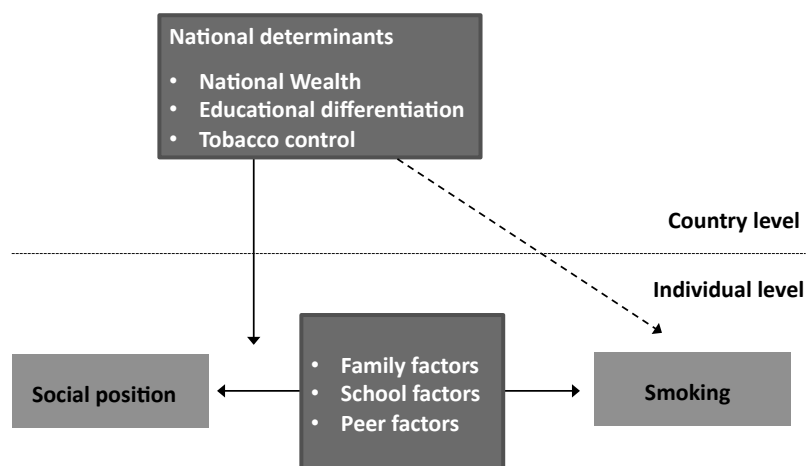 National determinants
• National Wealth
• Educational differentiation
• Tobacco control
Country level
Individual level
• Family factors
• School factors
• Peer factors
Social position
Smoking